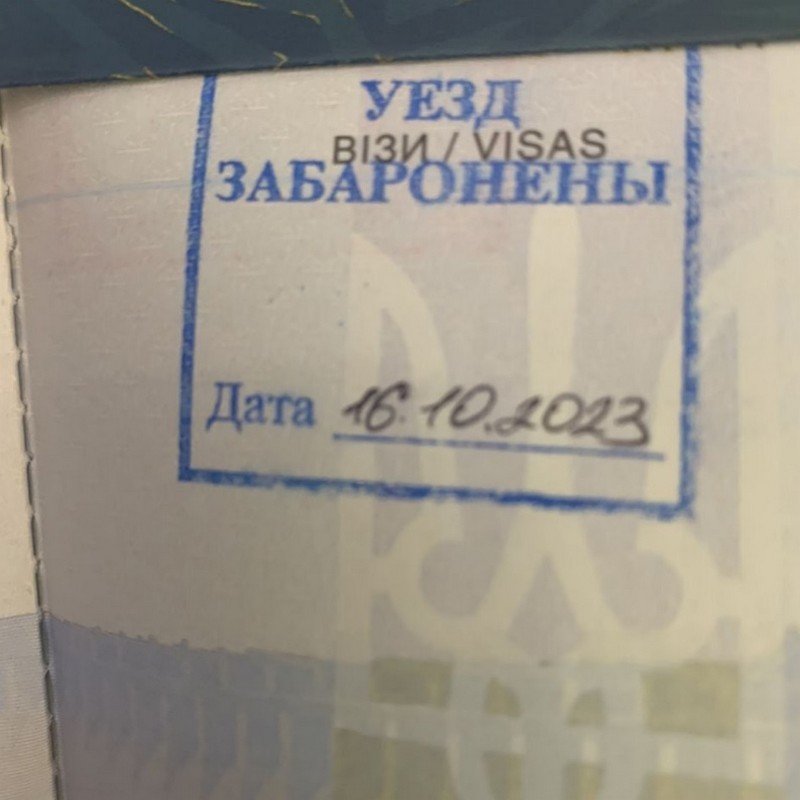 УЕЗД
ВІЗИ / VISAS
ЗАБАРОНЕНЫ
Дата 16.10.2023